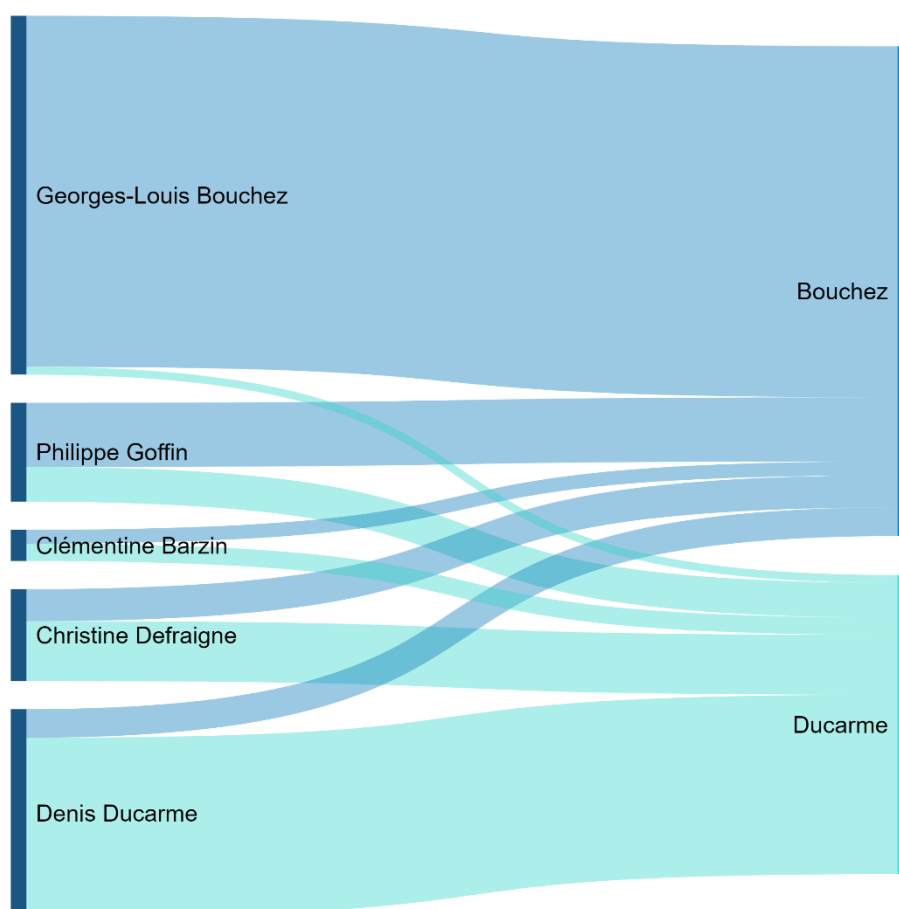 Georges-Louis Bouchez
Bouchez
Philippe Goffin
Clémentine Barzin
Christine Defraigne
Ducarme
Denis Ducarme